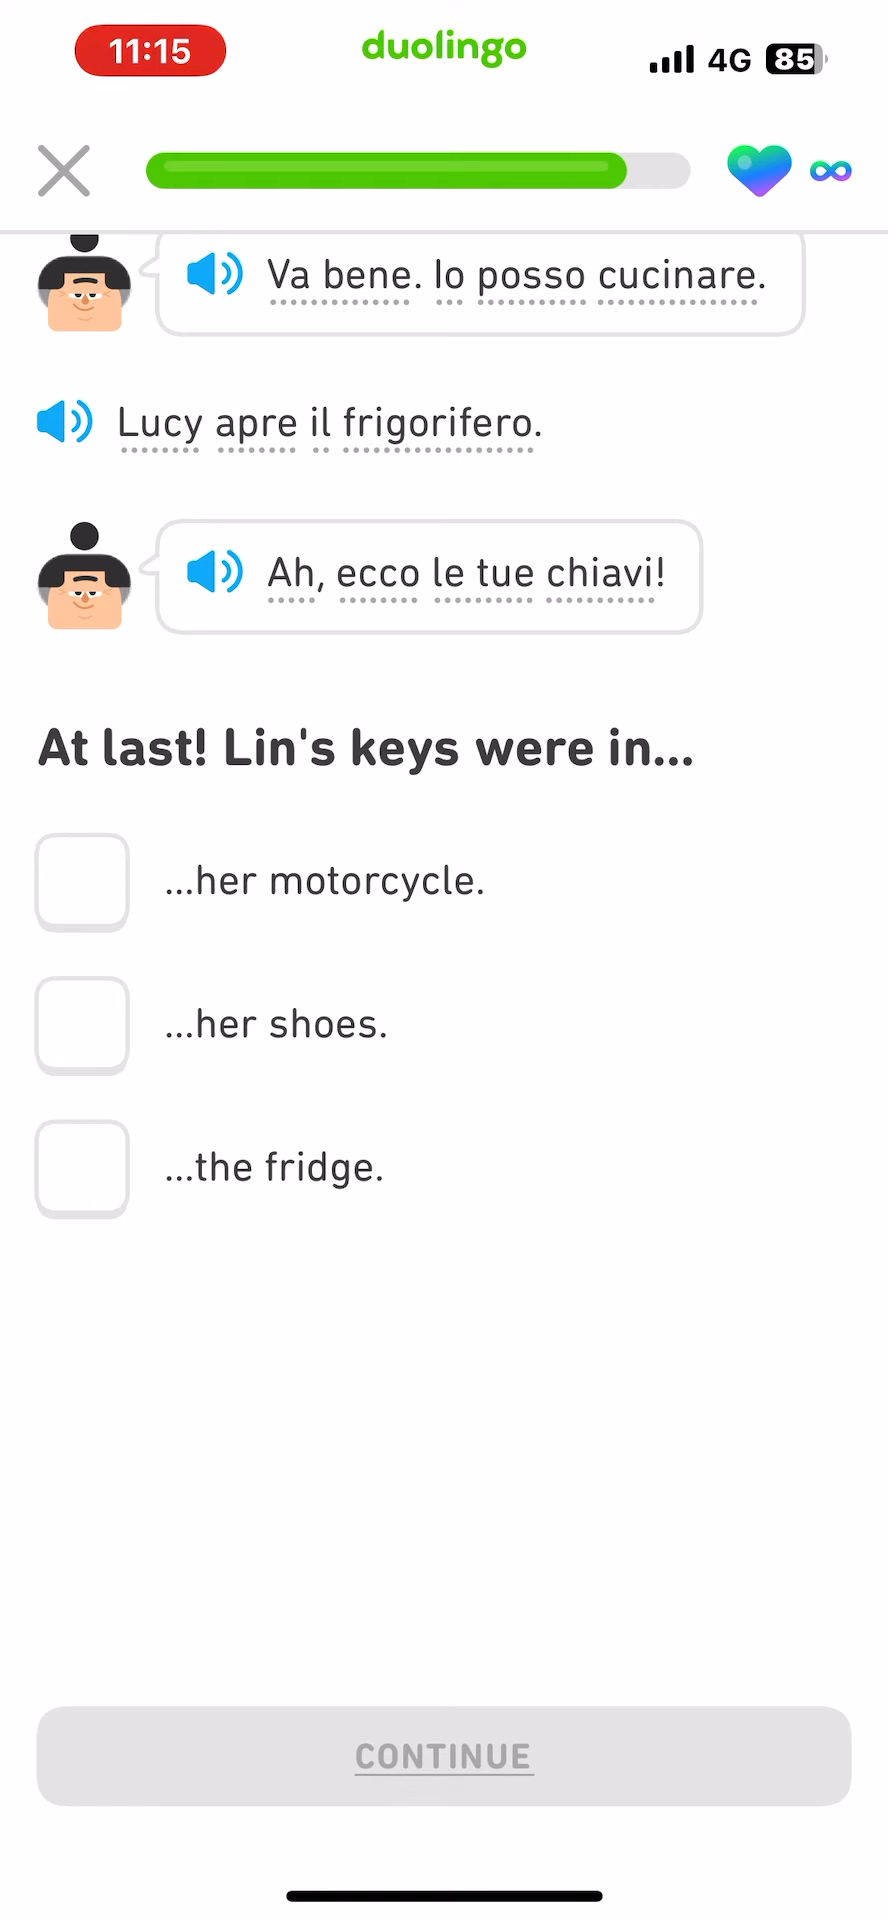 11:15
duolingo
4G
85
Va bene. Io posso cucinare.
Lucy apre il frigorifero.
Ah, ecco le tue chiavi!
At last! Lin's keys were in...
...her motorcycle.
...her shoes.
...the fridge.
CONTINUE